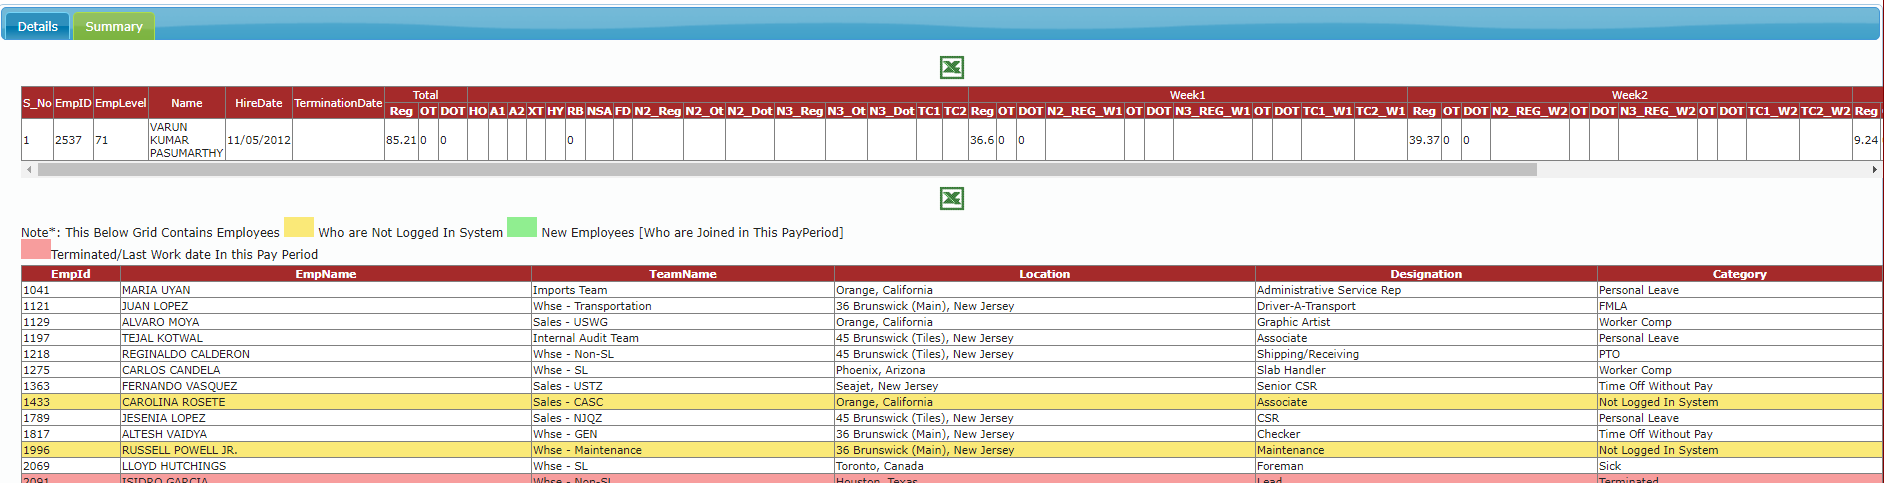 Details Summary
Total Week1 Week2
S_No EmpID EmpLevel Name HireDate TerminationDate
Reg OT DOT HO A1 A2 XT HY RB NSA FD N2_Reg N2_Ot N2_Dot N3_Reg N3_Ot N3_Dot TC1 TC2 Reg OT DOT N2_REG_W1 OT DOT N3_REG_W1 OT DOT TC1_W1 TC2_W1 Reg OT DOT N2_REG_W2 OT DOT N3_REG_W2 OT DOT TC1_W2 TC2_W2 Reg
1 2537 71 VARUN KUMAR PASUMARTHY 11/05/2012 85.21 0 0 0 36.6 0 0 39.37 0 0 9.24
Note*: This Below Grid Contains Employees Who are Not Logged In System New Employees [Who are Joined in This PayPeriod]
Terminated/Last Work date In this Pay Period
EmpId EmpName TeamName Location Designation Category
1041 MARIA UYAN Imports Team Orange, California Administrative Service Rep Personal Leave
1121 JUAN LOPEZ Whse - Transportation 36 Brunswick (Main), New Jersey Driver-A-Transport FMLA
1129 ALVARO MOYA Sales - USWG Orange, California Graphic Artist Worker Comp
1197 TEJAL KOTWAL Internal Audit Team 45 Brunswick (Tiles), New Jersey Associate Personal Leave
1218 REGINALDO CALDERON Whse - Non-SL 45 Brunswick (Tiles), New Jersey Shipping/Receiving PTO
1275 CARLOS CANDELA Whse - SL Phoenix, Arizona Slab Handler Worker Comp
1363 FERNANDO VASQUEZ Sales - USTZ Seajet, New Jersey Senior CSR Time Off Without Pay
1433 CAROLINA ROSETE Sales - CASC Orange, California Associate Not Logged In System
1789 JESENIA LOPEZ Sales - NJQZ 45 Brunswick (Tiles), New Jersey CSR Personal Leave
1817 ALTESH VAIDYA Whse - GEN 36 Brunswick (Main), New Jersey Checker Time Off Without Pay
1996 RUSSELL POWELL JR. Whse - Maintenance 36 Brunswick (Main), New Jersey Maintenance Not Logged In System
2069 LLOYD HUTCHINGS Whse - SL Toronto, Canada Foreman Sick
2091 ISIDRO GARCIA Whse - Non-SL Houston, Texas Lead Terminated